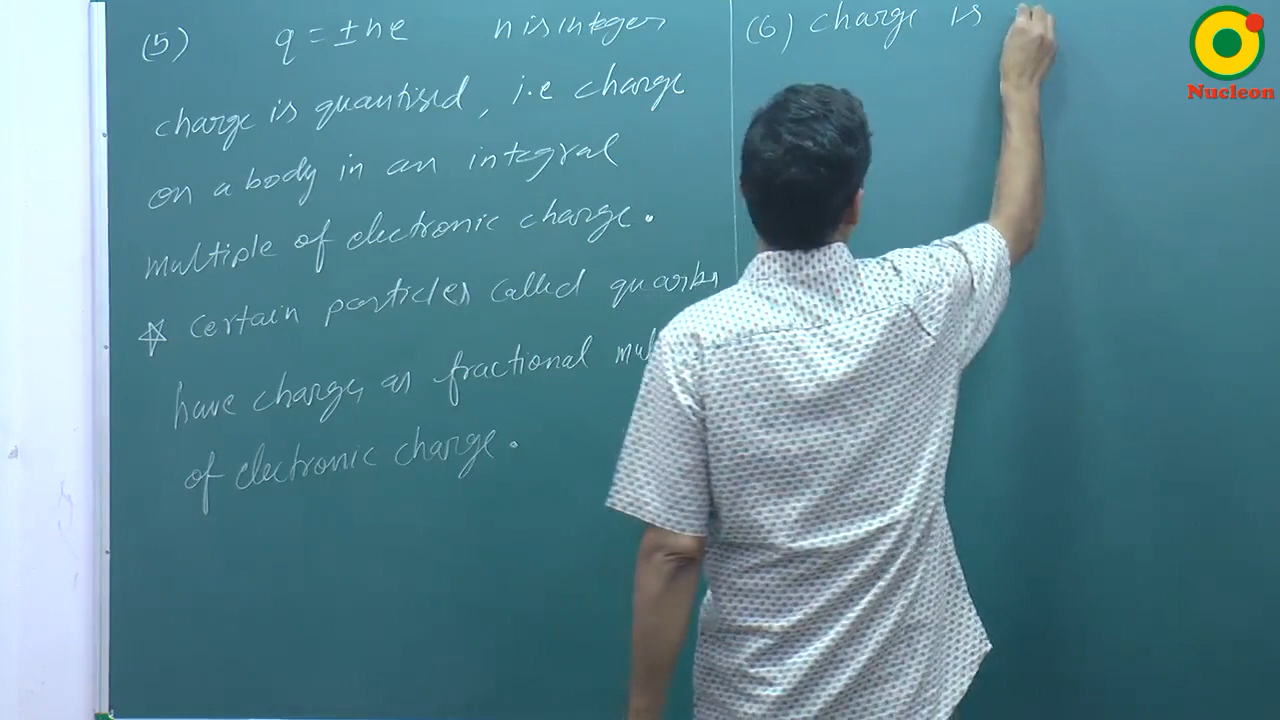 (5) q = ±ne n is integer
charge is quantised, i.e charge
on a body in an integral
multiple of electronic charge.
☆ certain particles called quarks
have charge as fractional mul
of electronic charge.
(6) charge is
Nucleon